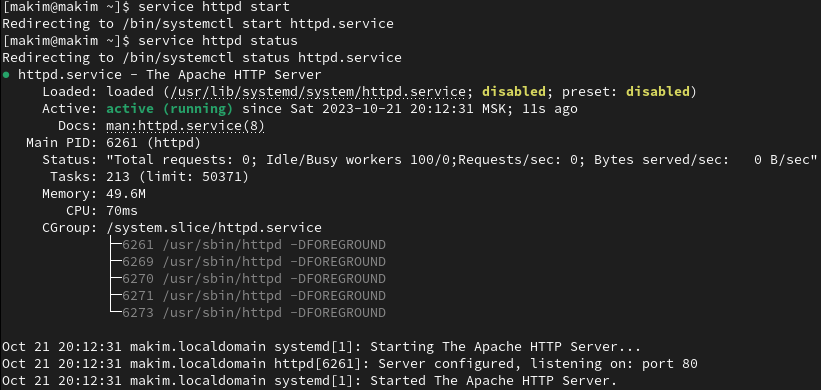 [makim@makim ~]$ service httpd start
Redirecting to /bin/systemctl start httpd.service
[makim@makim ~]$ service httpd status
Redirecting to /bin/systemctl status httpd.service
● httpd.service - The Apache HTTP Server
     Loaded: loaded (/usr/lib/systemd/system/httpd.service; disabled; preset: disabled)
     Active: active (running) since Sat 2023-10-21 20:12:31 MSK; 11s ago
       Docs: man:httpd.service(8)
   Main PID: 6261 (httpd)
     Status: "Total requests: 0; Idle/Busy workers 100/0;Requests/sec: 0; Bytes served/sec:   0 B/sec"
      Tasks: 213 (limit: 50371)
     Memory: 49.6M
        CPU: 70ms
     CGroup: /system.slice/httpd.service
             ├─6261 /usr/sbin/httpd -DFOREGROUND
             ├─6269 /usr/sbin/httpd -DFOREGROUND
             ├─6270 /usr/sbin/httpd -DFOREGROUND
             ├─6271 /usr/sbin/httpd -DFOREGROUND
             └─6273 /usr/sbin/httpd -DFOREGROUND
Oct 21 20:12:31 makim.localdomain systemd[1]: Starting The Apache HTTP Server...
Oct 21 20:12:31 makim.localdomain httpd[6261]: Server configured, listening on: port 80
Oct 21 20:12:31 makim.localdomain systemd[1]: Started The Apache HTTP Server.